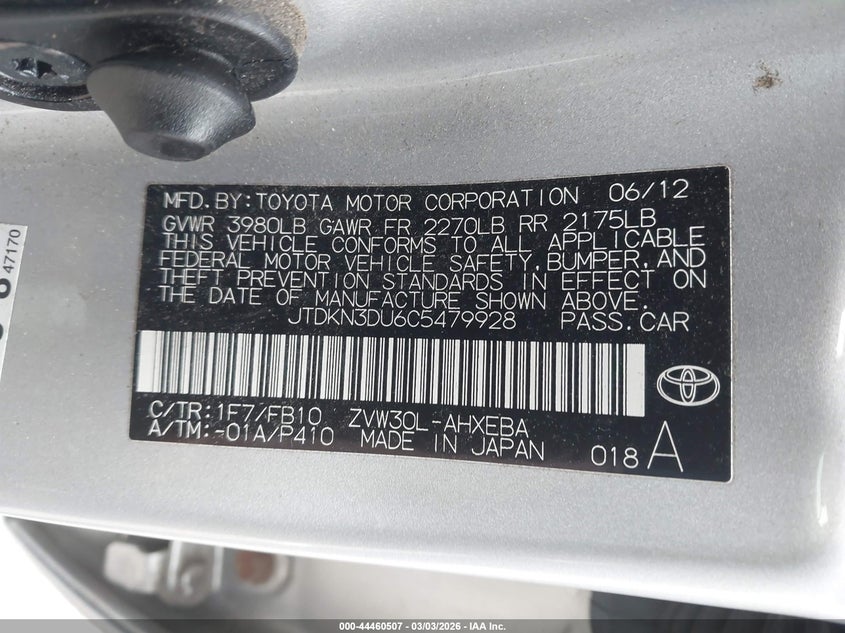 MFD.BY:TOYOTA MOTOR CORPORATION 06/12
GVWR 3980LB GAWR FR 2270LB RR 2175LB
THIS VEHICLE CONFORMS TO ALL APPLICABLE
FEDERAL MOTOR VEHICLE SAFETY,BUMPER,AND
THEFT PREVENTION STANDARDS IN EFFECT ON
THE DATE OF MANUFACTURE SHOWN ABOVE.
JTDKN3DU6C5479928 PASS.CAR
C/TR:1F7/FB10 ZVW30L-AHXEBA
A/TM:-01A/P410 MADE IN JAPAN 018 A
47170
000-44460507 - 03/03/2026 - IAA Inc.